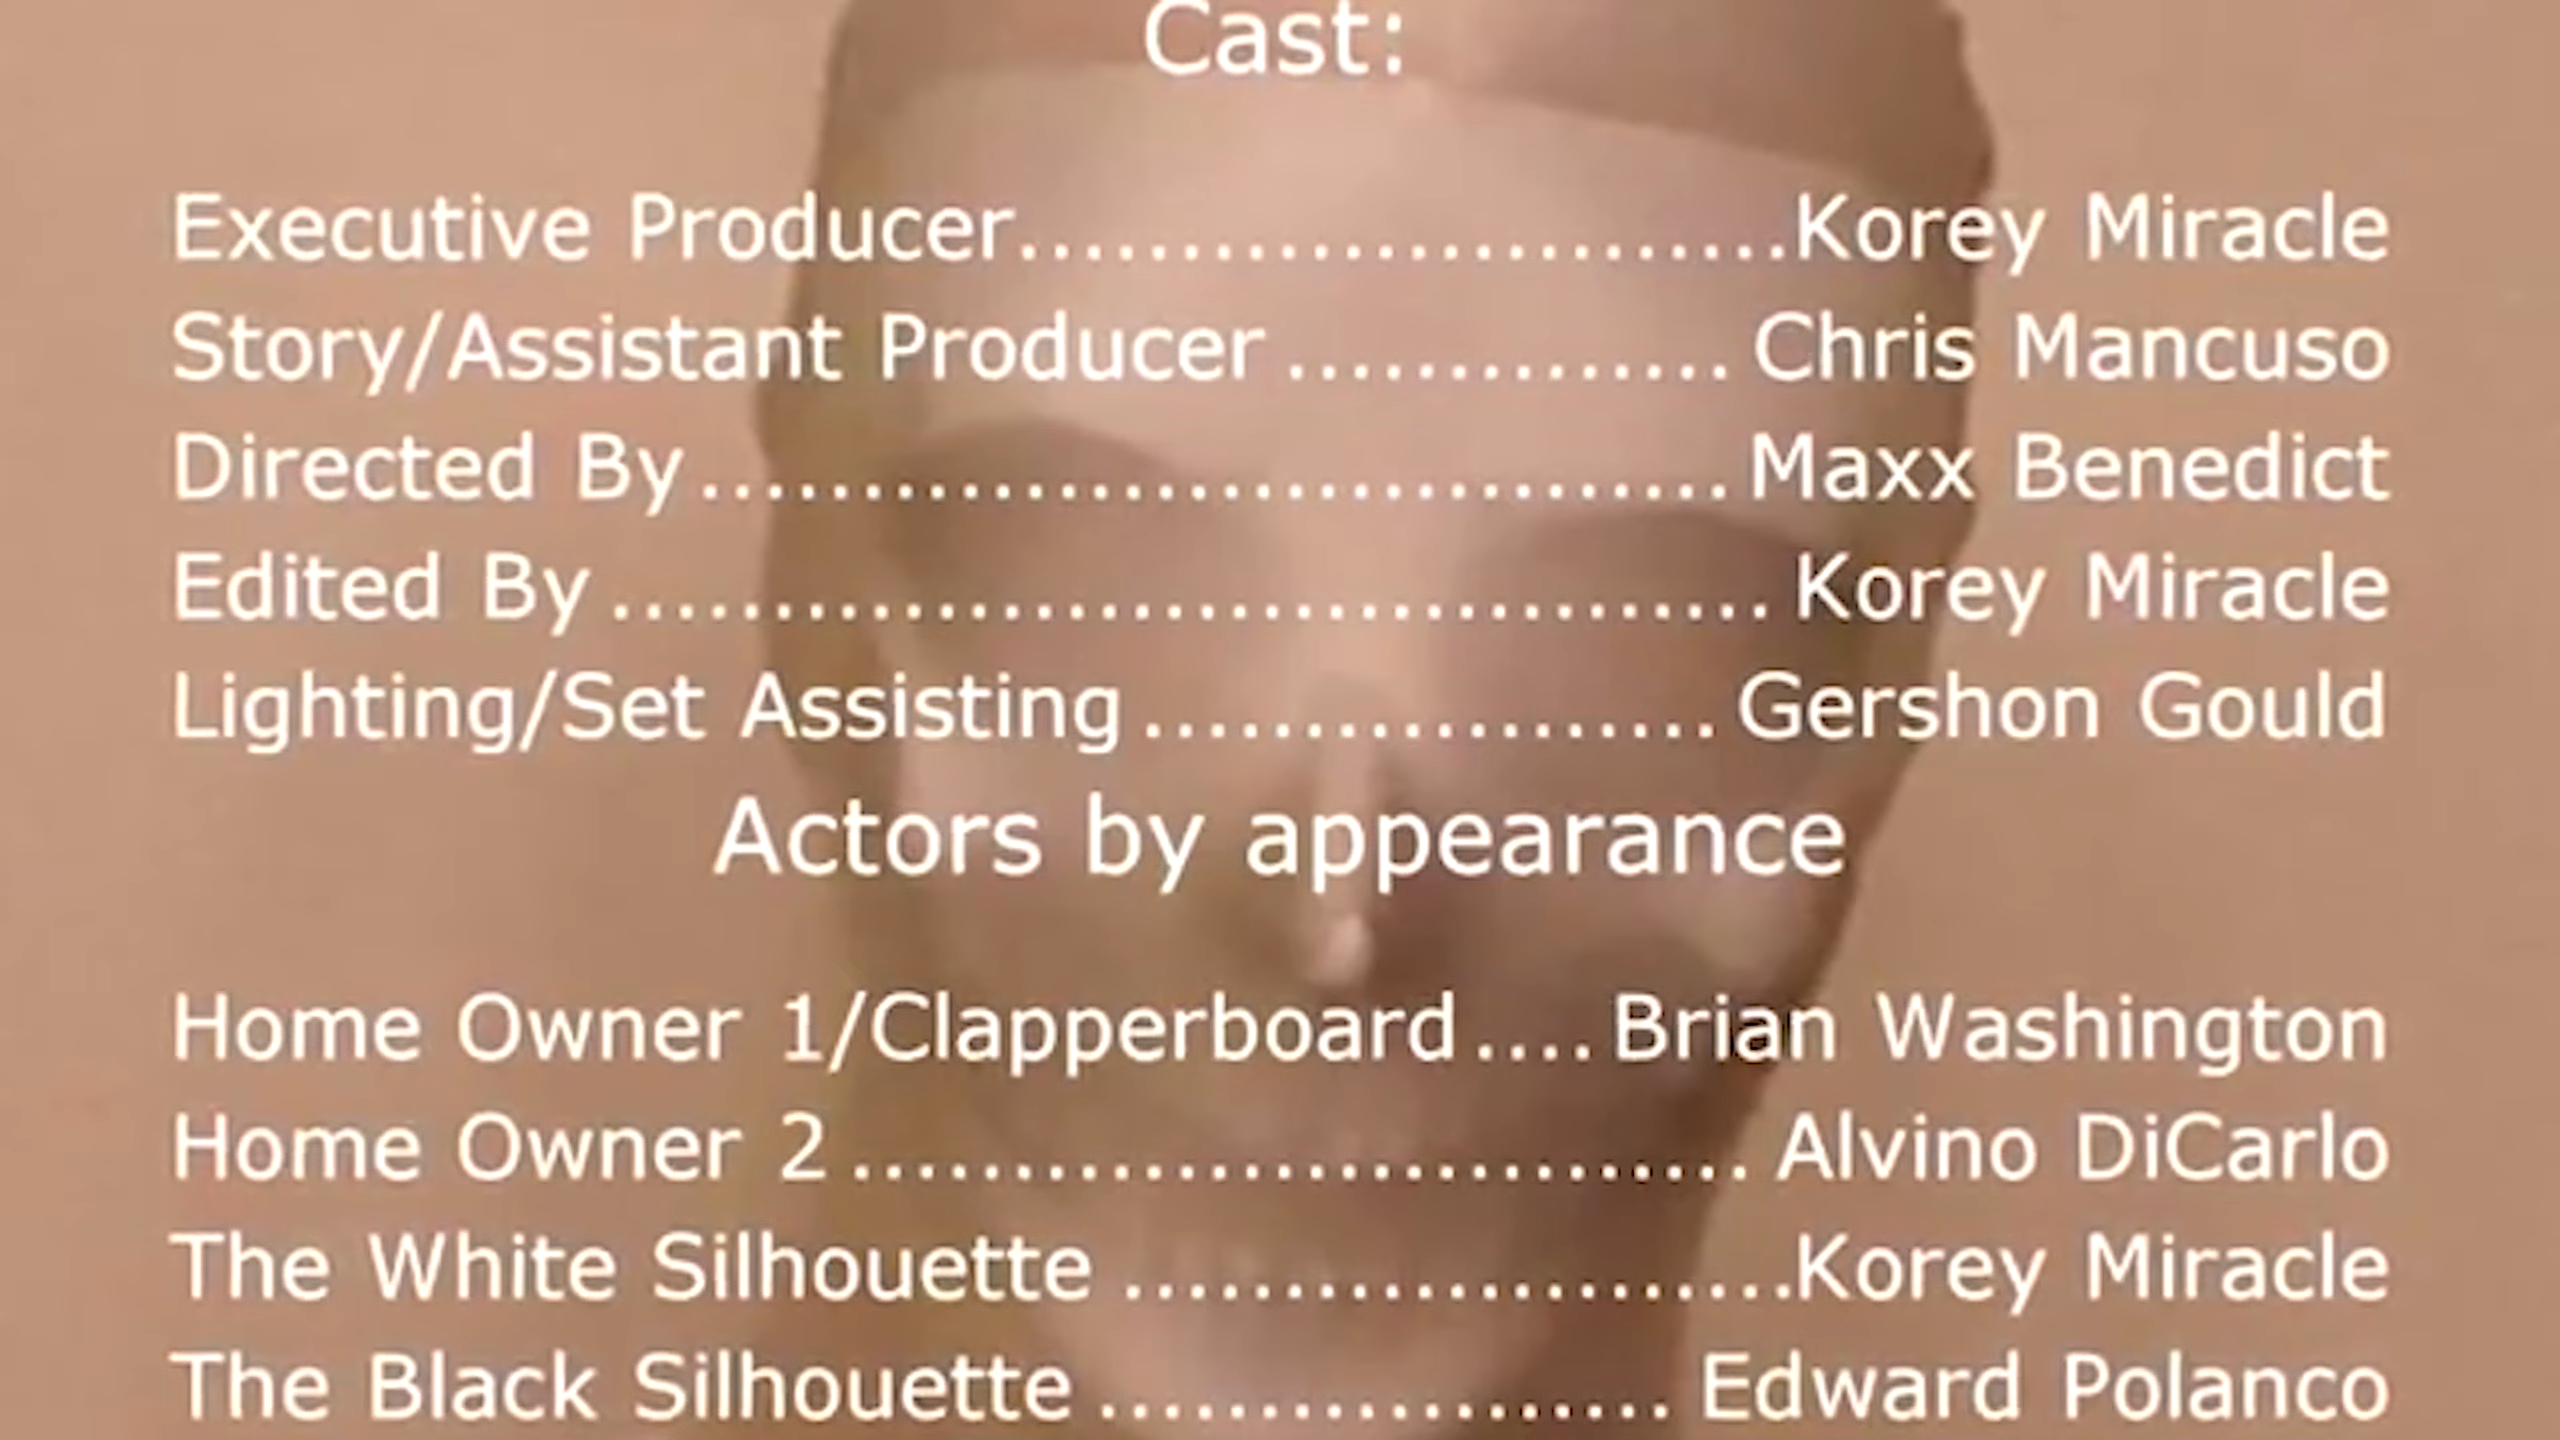 Cast:
Executive Producer........................Korey Miracle
Story/Assistant Producer .............. Chris Mancuso
Directed By ................................ Maxx Benedict
Edited By .................................... Korey Miracle
Lighting/Set Assisting .................. Gershon Gould
Actors by appearance
Home Owner 1/Clapperboard .... Brian Washington
Home Owner 2 ............................ Alvino DiCarlo
The White Silhouette .....................Korey Miracle
The Black Silhouette .................. Edward Polanco